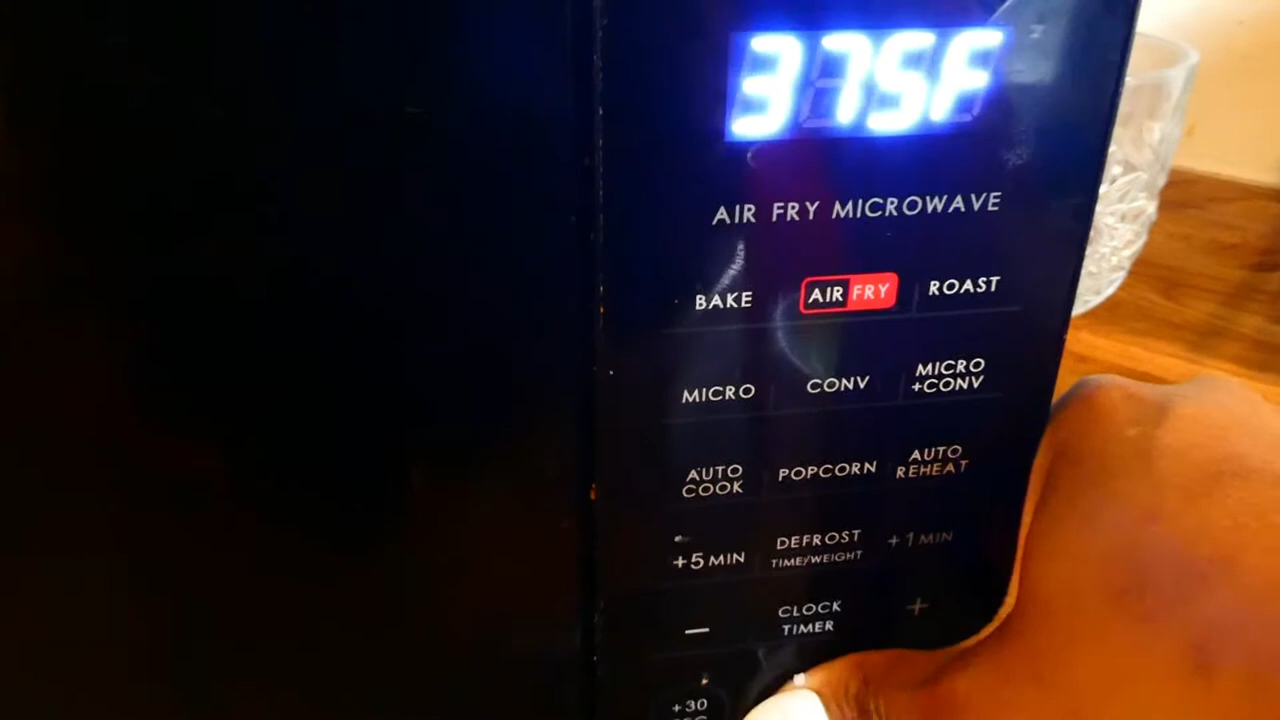 375F
AIR FRY MICROWAVE
BAKE AIR FRY ROAST
MICRO CONV MICRO
+CONV
AUTO
COOK POPCORN AUTO
REHEAT
+5 MIN DEFROST
TIME/WEIGHT +1 MIN
— CLOCK
TIMER +
+30